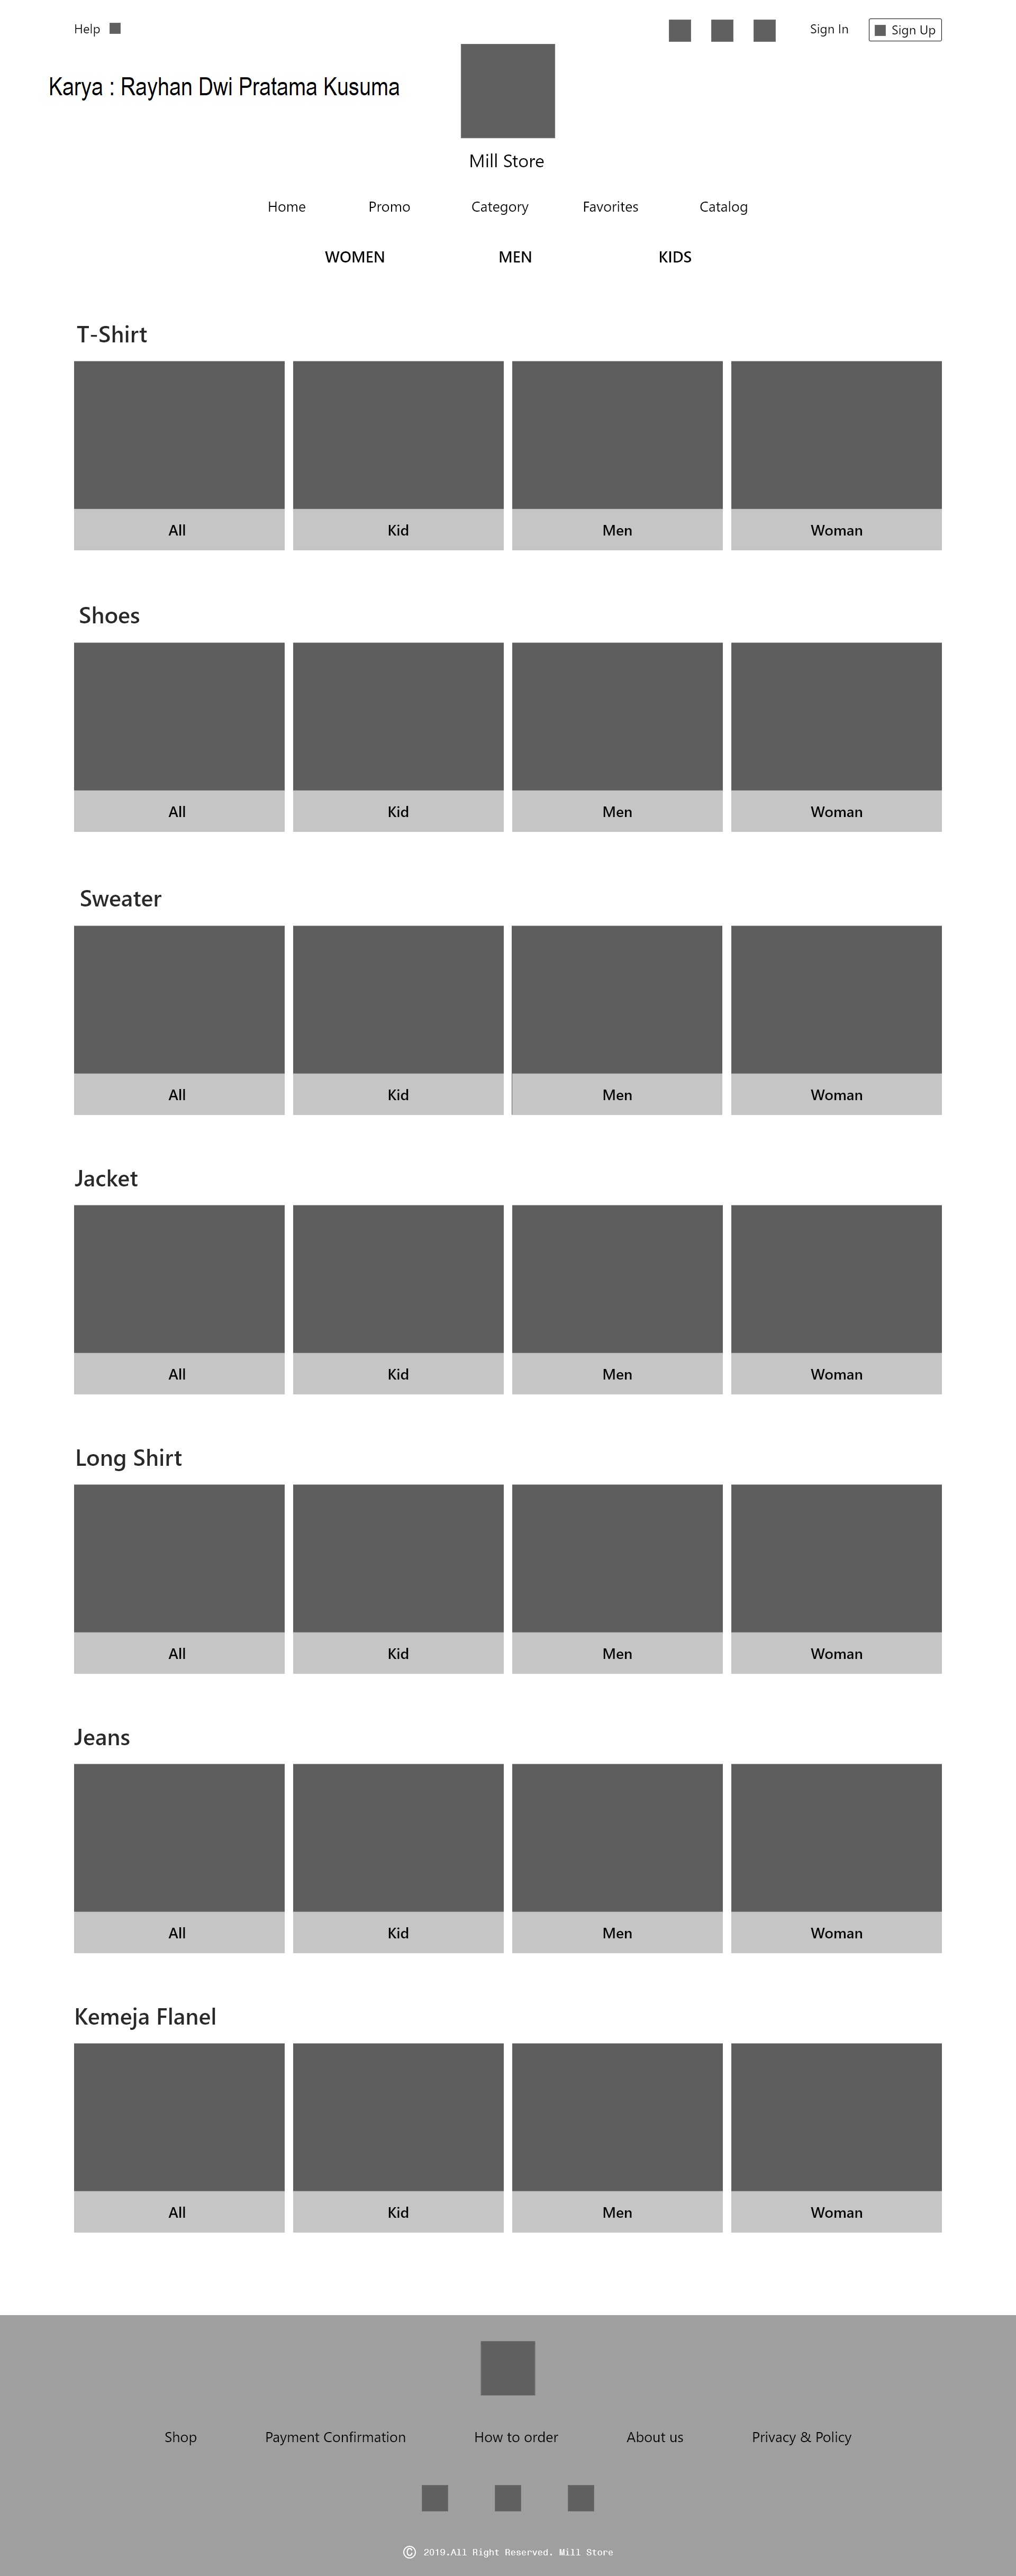 Help
Sign In
Sign Up
Karya : Rayhan Dwi Pratama Kusuma
Mill Store
Home Promo Category Favorites Catalog
WOMEN MEN KIDS
T-Shirt
All Kid Men Woman
Shoes
All Kid Men Woman
Sweater
All Kid Men Woman
Jacket
All Kid Men Woman
Long Shirt
All Kid Men Woman
Jeans
All Kid Men Woman
Kemeja Flanel
All Kid Men Woman
Shop Payment Confirmation How to order About us Privacy & Policy
© 2019.All Right Reserved. Mill Store